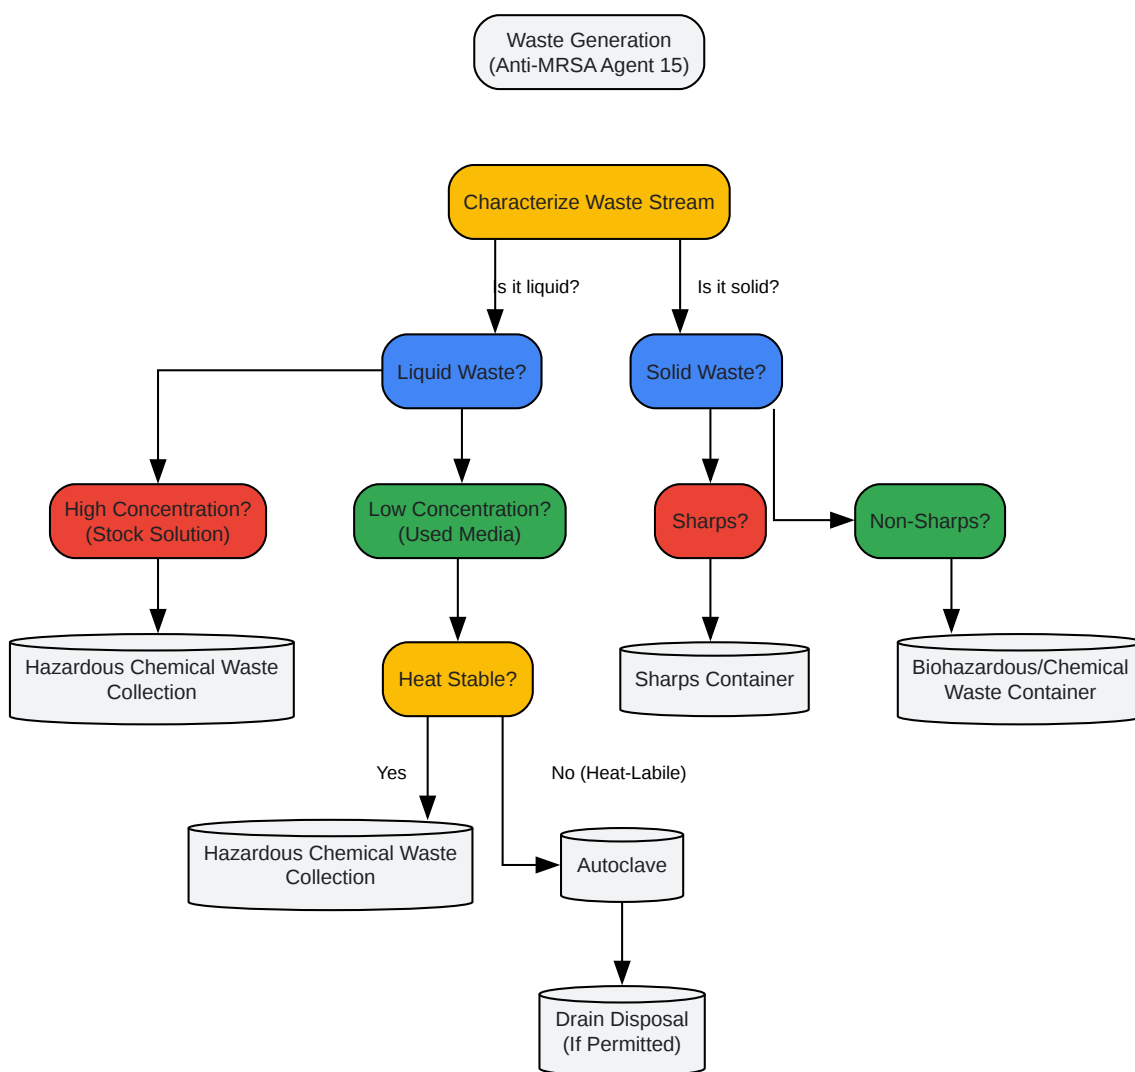 Waste Generation
(Anti-MRSA Agent 15)
Characterize Waste Stream
Is it liquid?
Is it solid?
Liquid Waste?
Solid Waste?
High Concentration?
(Stock Solution)
Low Concentration?
(Used Media)
Sharps?
Non-Sharps?
Hazardous Chemical Waste
Collection
Heat Stable?
Sharps Container
Biohazardous/Chemical
Waste Container
Yes
No (Heat-Labile)
Hazardous Chemical Waste
Collection
Autoclave
Drain Disposal
(If Permitted)